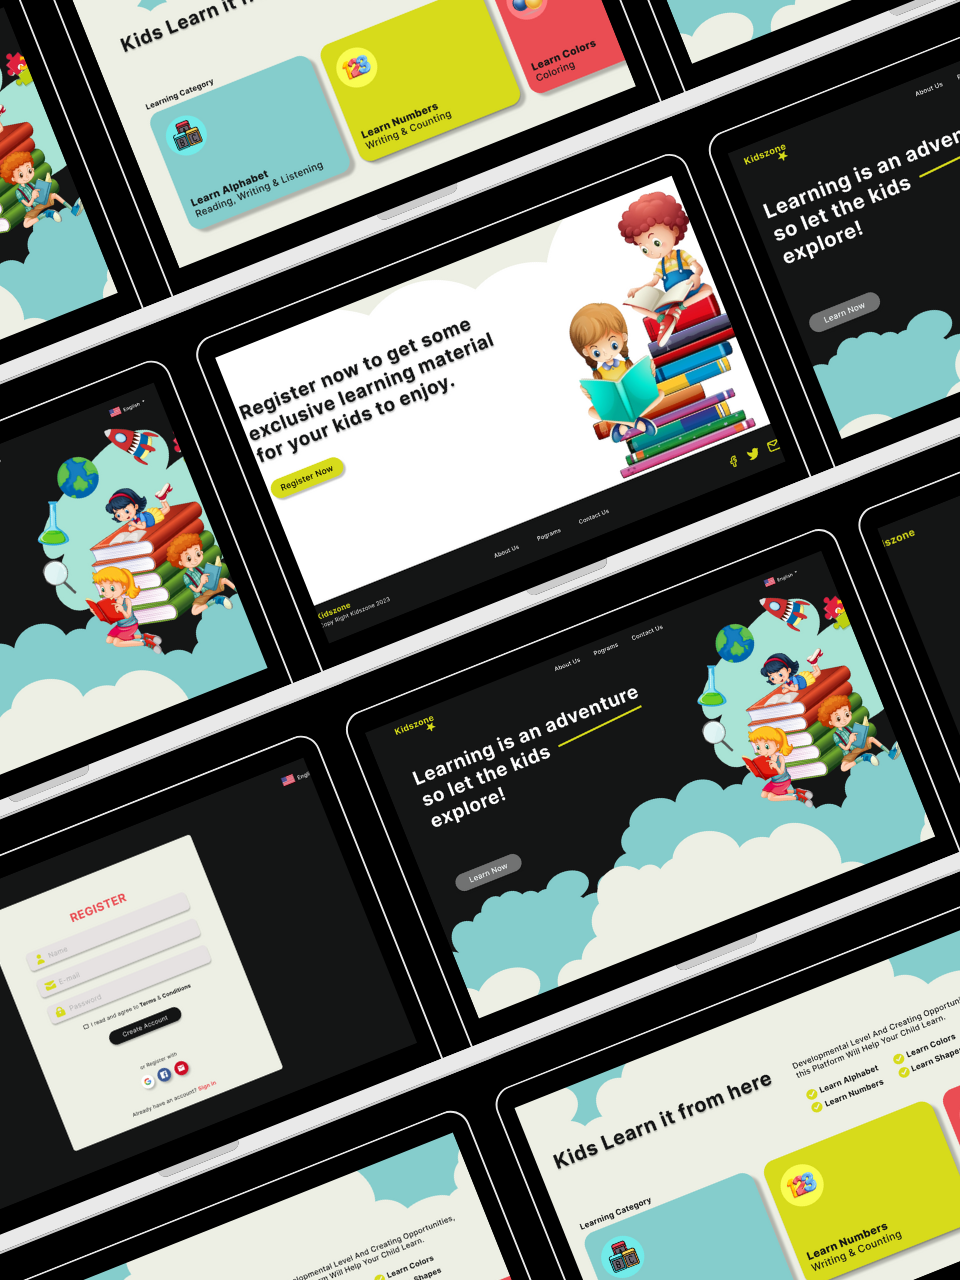 Kids Learn it
Learning Category
Learn Alphabet
Reading, Writing & Listening
Learn Numbers
Writing & Counting
Learn Colors
Coloring
About Us
Kidszone
Learning is an
so let the kids
explore!
Learn Now
Register now to get some
exclusive learning material
for your kids to enjoy.
Register Now
About Us
Pograms
Contact Us
Kidszone
Copy Right Kidszone 2023
English
Kidszone
About Us
Pograms
Contact Us
English
Learning is an adventure
so let the kids
explore!
Learn Now
REGISTER
Name
E-mail
Password
I read and agree to Terms & Conditions
Create Account
or Register with
Already have an account? Sign In
Kids Learn it from here
Developmental Level And Creating
this Platform Will Help Your Child Learn.
Learn Alphabet
Learn Colors
Learn Numbers
Learn Shapes
Learning Category
Learn Numbers
Writing & Counting
Developmental Level And Creating Opportunities,
Platform Will Help Your Child Learn.
Learn Colors
Shapes